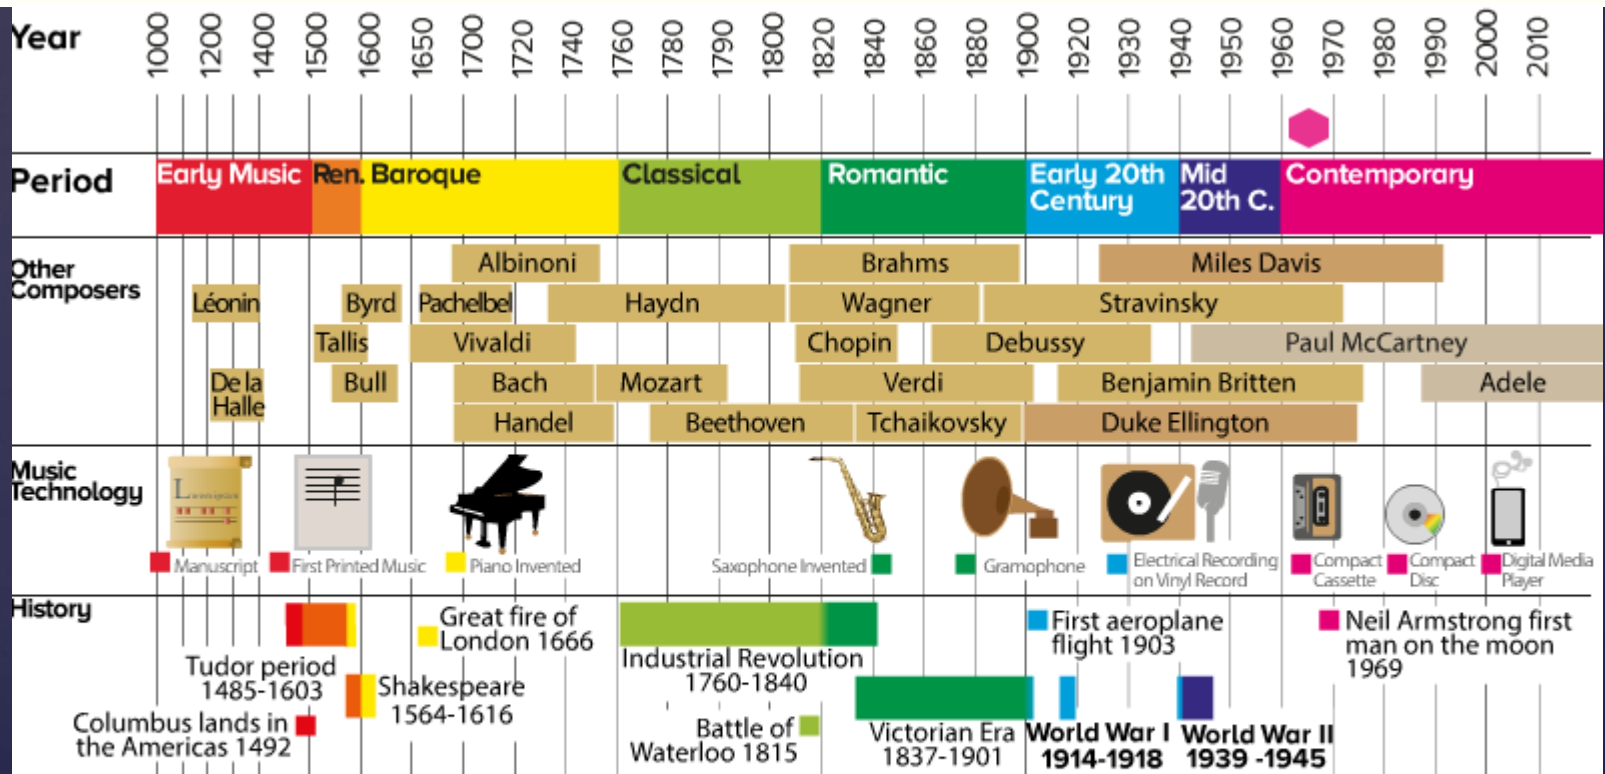 Year
1000
1200
1400
1500
1600
1650
1700
1720
1740
1760
1780
1790
1800
1820
1840
1860
1880
1900
1920
1930
1940
1950
1960
1970
1980
1990
2000
2010
Period
Early Music
Ren.
Baroque
Classical
Romantic
Early 20th
Century
Mid
20th C.
Contemporary
Other
Composers
Albinoni
Brahms
Miles Davis
Léonin
Byrd
Pachelbel
Haydn
Wagner
Stravinsky
Tallis
Vivaldi
Chopin
Debussy
Paul McCartney
De la
Halle
Bull
Bach
Mozart
Verdi
Benjamin Britten
Adele
Handel
Beethoven
Tchaikovsky
Duke Ellington
Music
Technology
Manuscript
First Printed Music
Piano Invented
Saxophone Invented
Gramophone
Electrical Recording
on Vinyl Record
Compact
Cassette
Compact
Disc
Digital Media
Player
History
Tudor period
1485-1603
Great fire of
London 1666
Industrial Revolution
1760-1840
First aeroplane
flight 1903
Neil Armstrong first
man on the moon
1969
Shakespeare
1564-1616
Columbus lands in
the Americas 1492
Battle of
Waterloo 1815
Victorian Era
1837-1901
World War I
1914-1918
World War II
1939 -1945